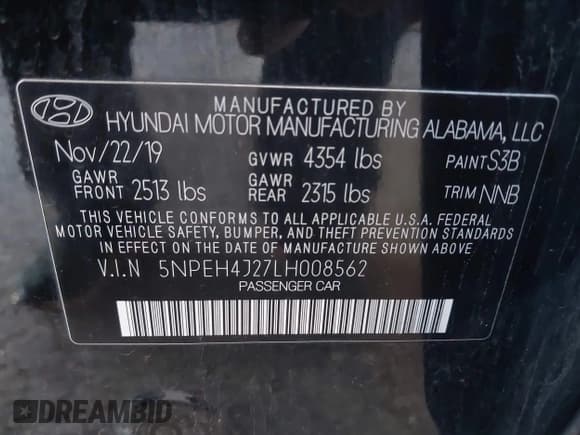 MANUFACTURED BY
HYUNDAI MOTOR MANUFACTURING ALABAMA, LLC
Nov/22/19 GVWR 4354 lbs PAINT S3B
GAWR FRONT 2513 lbs GAWR REAR 2315 lbs TRIM NNB
THIS VEHICLE CONFORMS TO ALL APPLICABLE U.S.A. FEDERAL
MOTOR VEHICLE SAFETY, BUMPER, AND THEFT PREVENTION STANDARDS
IN EFFECT ON THE DATE OF MANUFACTURE SHOWN ABOVE.
V.I.N 5NPEH4J27LH008562
PASSENGER CAR
DREAMBID